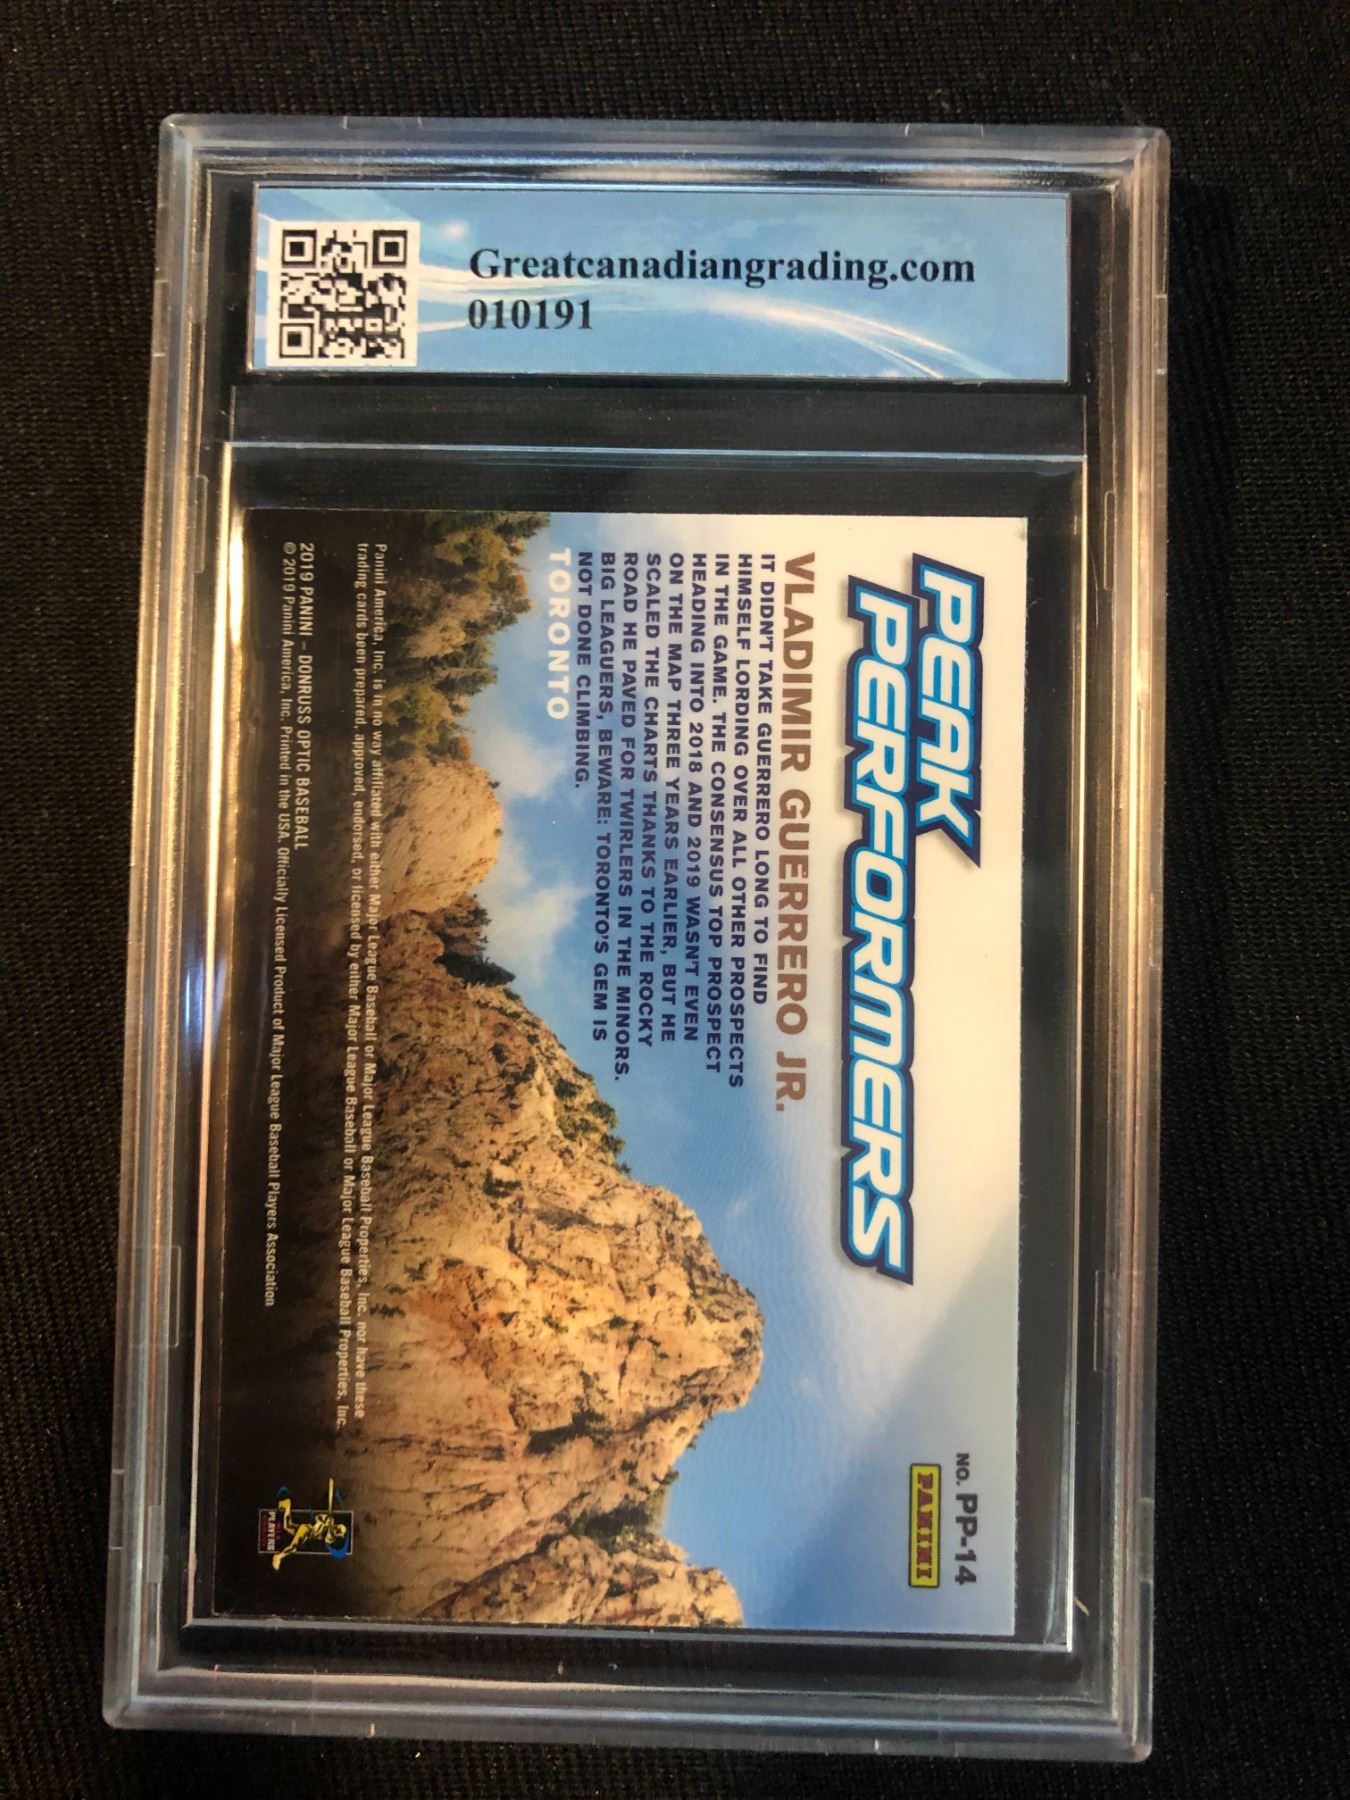 Greatcanadiangrading.com
010191
PEAK
PERFORMERS
NO. PP-14
PANINI
VLADIMIR GUERRERO JR.
IT DIDN'T TAKE GUERRERO LONG TO FIND
HIMSELF LORDING OVER ALL OTHER PROSPECTS
IN THE GAME. THE CONSENSUS TOP PROSPECT
HEADING INTO 2018 AND 2019 WASN'T EVEN
ON THE MAP THREE YEARS EARLIER, BUT HE
SCALED THE CHARTS THANKS TO THE ROCKY
ROAD HE PAVED FOR TWIRLERS IN THE MINORS.
BIG LEAGUERS, BEWARE: TORONTO'S GEM IS
NOT DONE CLIMBING.
TORONTO
Panini America, Inc. is in no way affiliated with either Major League Baseball or Major League Baseball Properties, Inc. nor have these
trading cards been prepared, approved, endorsed, or licensed by either Major League Baseball or Major League Baseball Properties, Inc.
2019 PANINI – DONRUSS OPTIC BASEBALL
© 2019 Panini America, Inc. Printed in the USA. Officially Licensed Product of Major League Baseball Players Association
PLAYERS